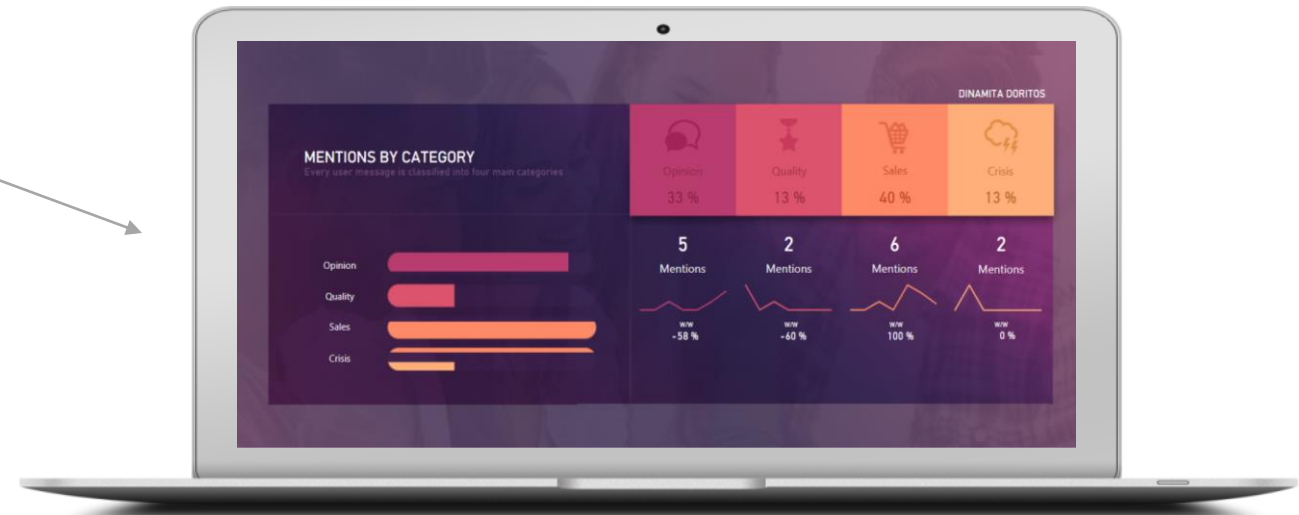 DINAMITA DORITOS
MENTIONS BY CATEGORY
Every user message is classified into four main categories
Opinion
33 %
Quality
13 %
Sales
40 %
Crisis
13 %
Opinion
Quality
Sales
Crisis
5
Mentions
W/W
-58 %
2
Mentions
W/W
-60 %
6
Mentions
W/W
100 %
2
Mentions
W/W
0 %